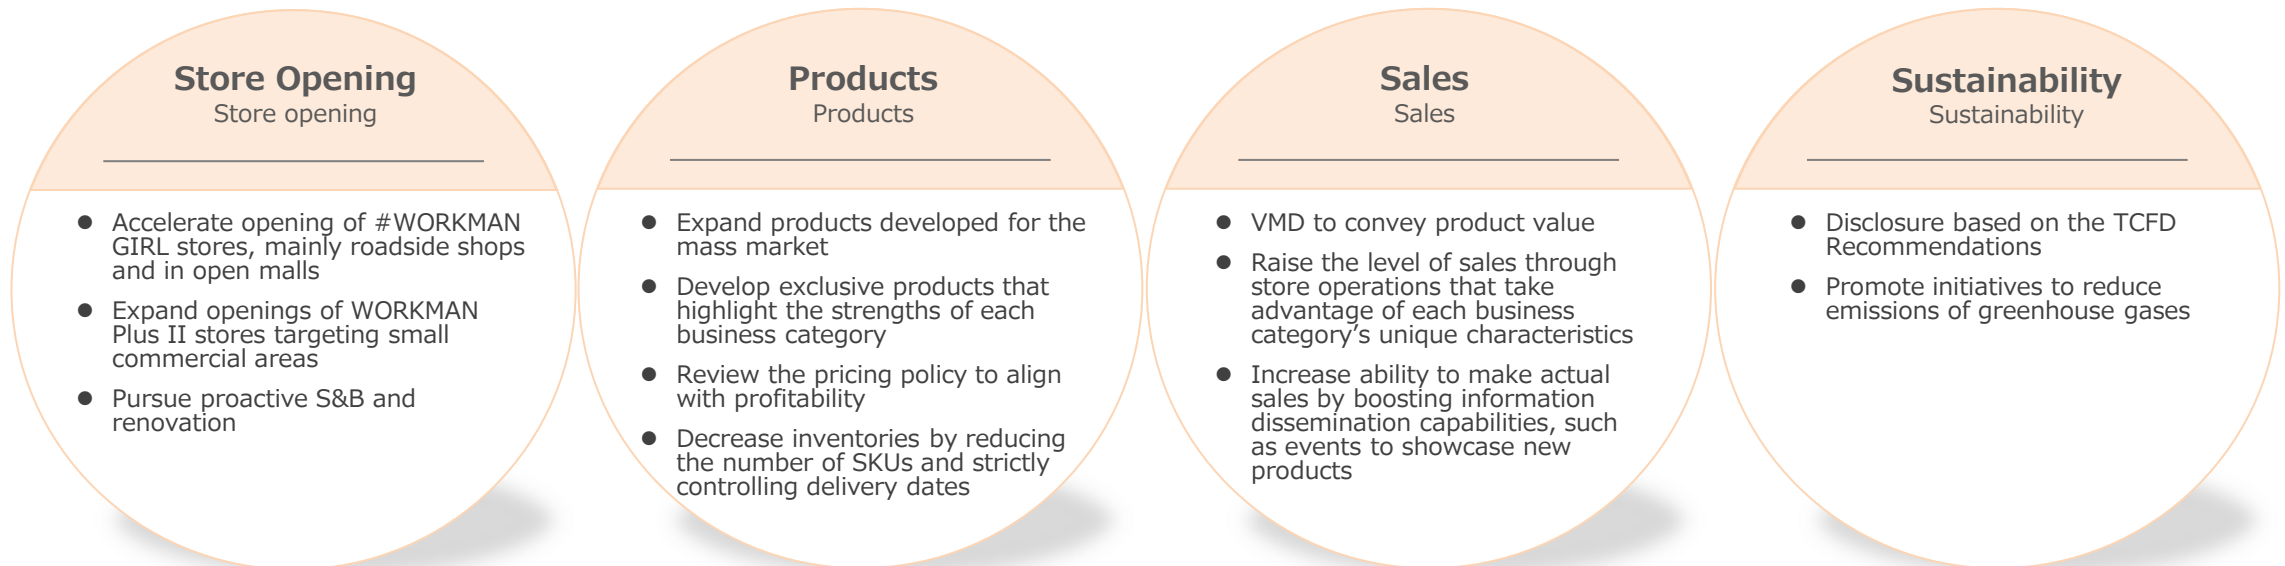 Store Opening
Store opening
● Accelerate opening of #WORKMAN
GIRL stores, mainly roadside shops
and in open malls
● Expand openings of WORKMAN
Plus II stores targeting small
commercial areas
● Pursue proactive S&B and
renovation
Products
Products
● Expand products developed for the
mass market
● Develop exclusive products that
highlight the strengths of each
business category
● Review the pricing policy to align
with profitability
● Decrease inventories by reducing
the number of SKUs and strictly
controlling delivery dates
Sales
Sales
● VMD to convey product value
● Raise the level of sales through
store operations that take
advantage of each business
category’s unique characteristics
● Increase ability to make actual
sales by boosting information
dissemination capabilities, such
as events to showcase new
products
Sustainability
Sustainability
● Disclosure based on the TCFD
Recommendations
● Promote initiatives to reduce
emissions of greenhouse gases